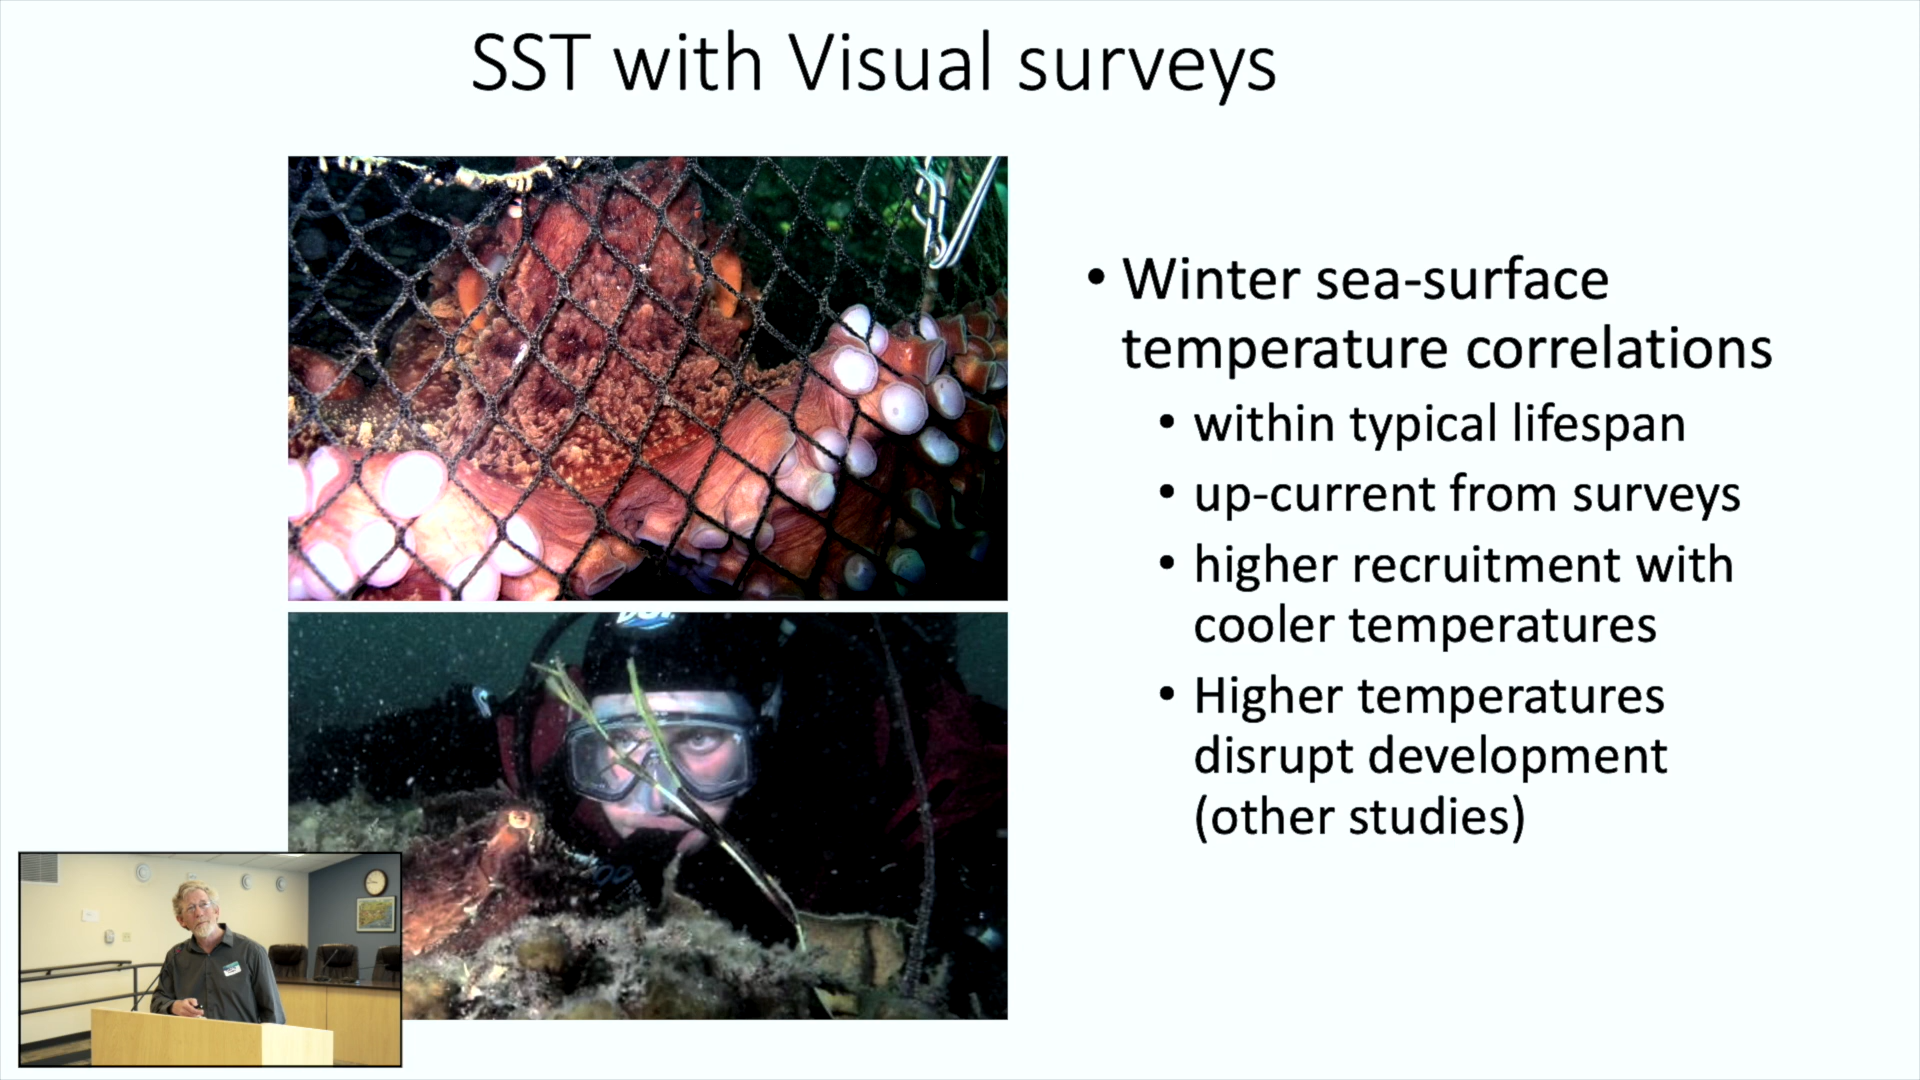 SST with Visual surveys
• Winter sea-surface
temperature correlations
• within typical lifespan
• up-current from surveys
• higher recruitment with
cooler temperatures
• Higher temperatures
disrupt development
(other studies)